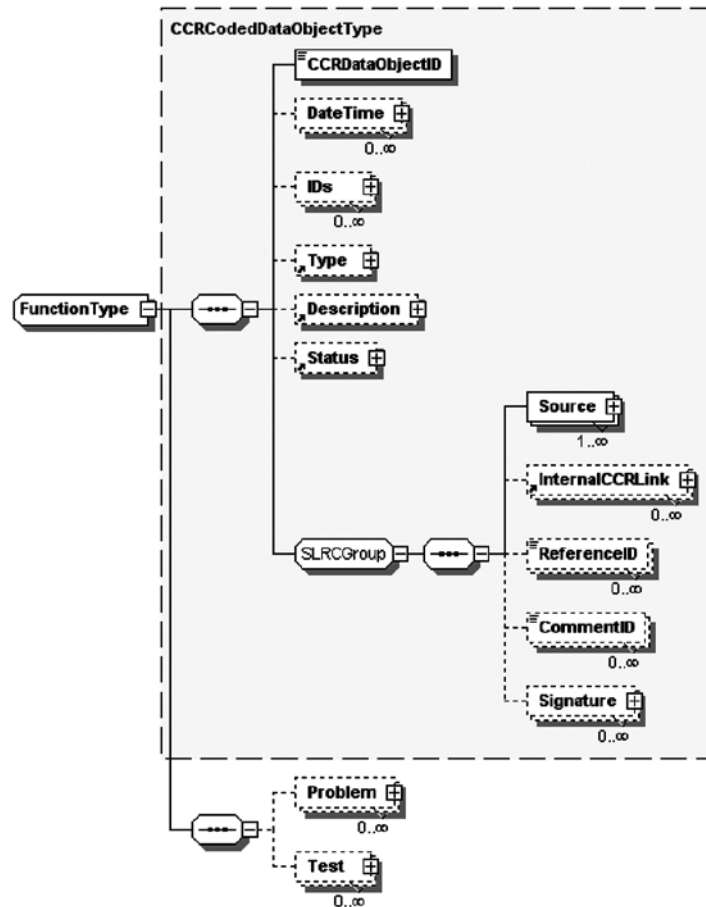 CCRCodedDataObjectType
CCRDataObjectID
DateTime
0..∞
IDs
0..∞
Type
FunctionType
Description
Status
Source
1..∞
InternalCCRLink
0..∞
SLRCGroup
ReferenceID
0..∞
CommentID
0..∞
Signature
0..∞
Problem
0..∞
Test
0..∞